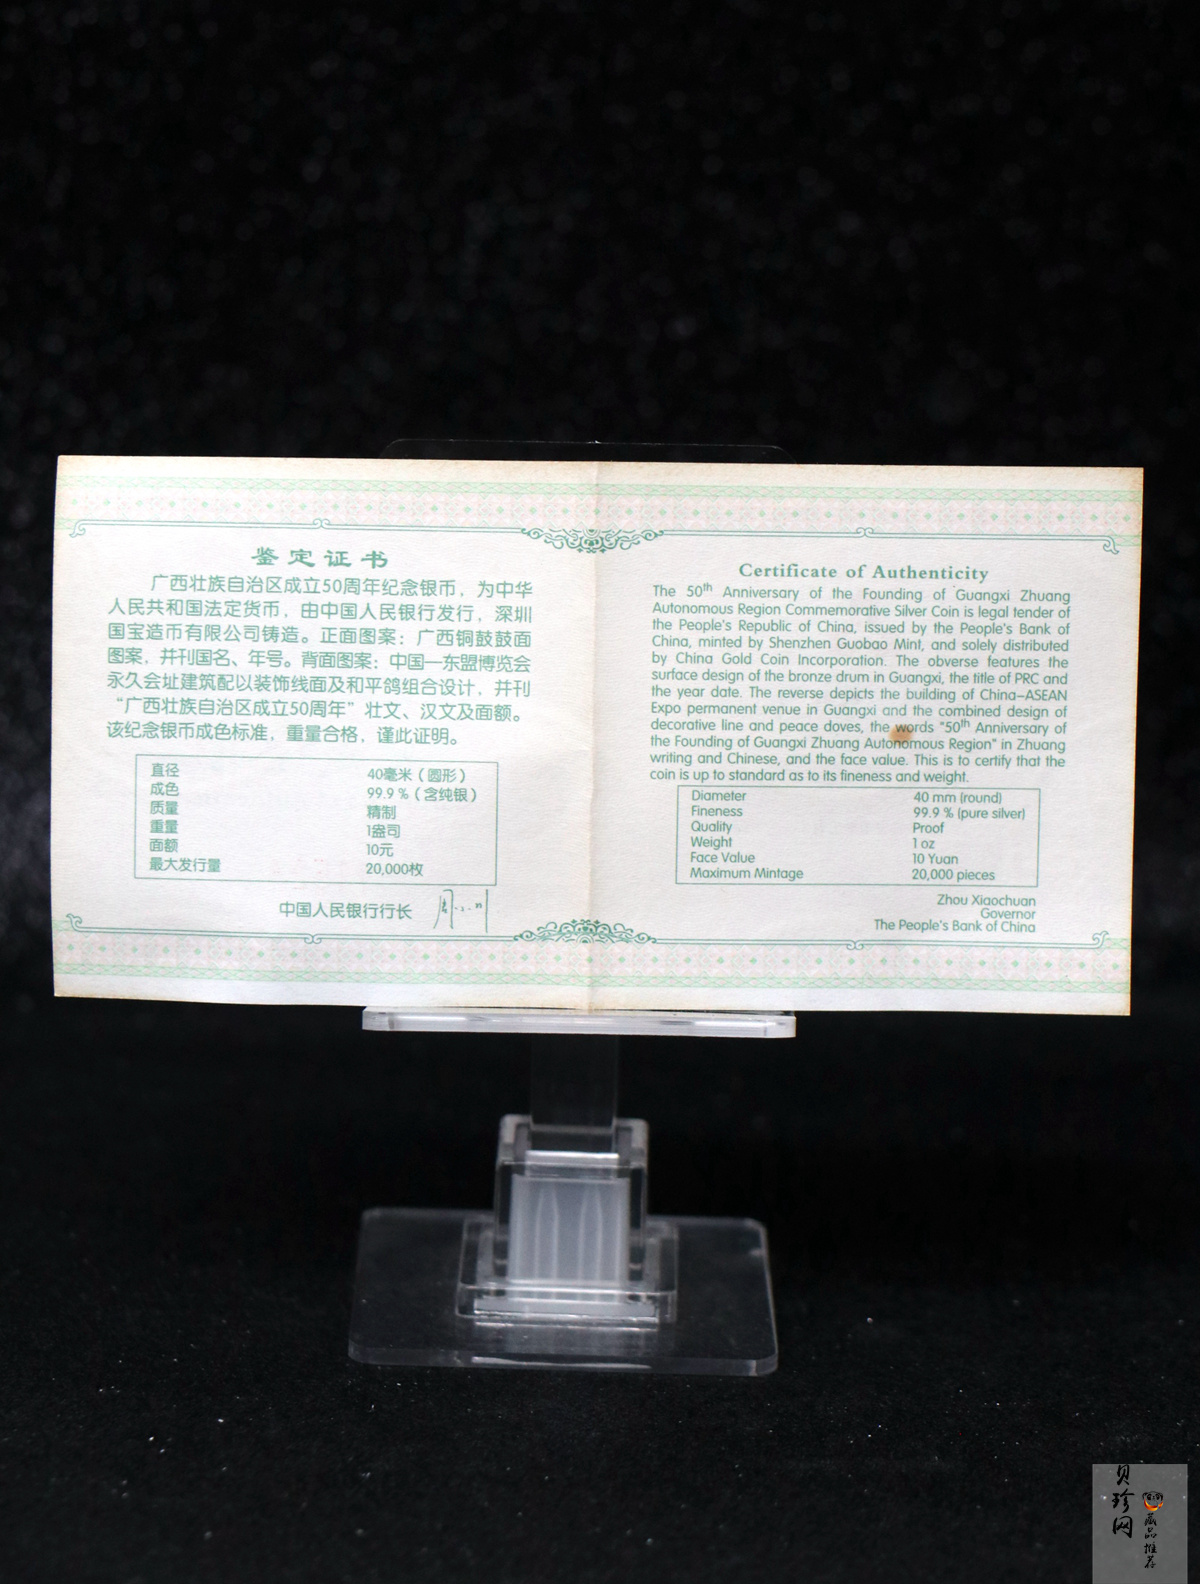 鉴定证书
广西壮族自治区成立50周年纪念银币，为中华
人民共和国法定货币，由中国人民银行发行，深圳
国宝造币有限公司铸造。正面图案：广西铜鼓鼓面
图案，并刊国名、年号。背面图案：中国—东盟博览会
永久会址建筑配以装饰线面及和平鸽组合设计，并刊
“广西壮族自治区成立50周年”壮文、汉文及面额。
该纪念银币成色标准，重量合格，谨此证明。
直径 40毫米（圆形）
成色 99.9％（含纯银）
质量 精制
重量 1盎司
面额 10元
最大发行量 20,000枚
中国人民银行行长
Certificate of Authenticity
The 50th Anniversary of the Founding of Guangxi Zhuang
Autonomous Region Commemorative Silver Coin is legal tender of
the People's Republic of China, issued by the People's Bank of
China, minted by Shenzhen Guobao Mint, and solely distributed
by China Gold Coin Incorporation. The obverse features the
surface design of the bronze drum in Guangxi, the title of PRC and
the year date. The reverse depicts the building of China–ASEAN
Expo permanent venue in Guangxi and the combined design of
decorative line and peace doves, the words "50th Anniversary of
the Founding of Guangxi Zhuang Autonomous Region" in Zhuang
writing and Chinese, and the face value. This is to certify that the
coin is up to standard as to its fineness and weight.
Diameter 40 mm (round)
Fineness 99.9 % (pure silver)
Quality Proof
Weight 1 oz
Face Value 10 Yuan
Maximum Mintage 20,000 pieces
Zhou Xiaochuan
Governor
The People's Bank of China
贝珍网
藏品推荐